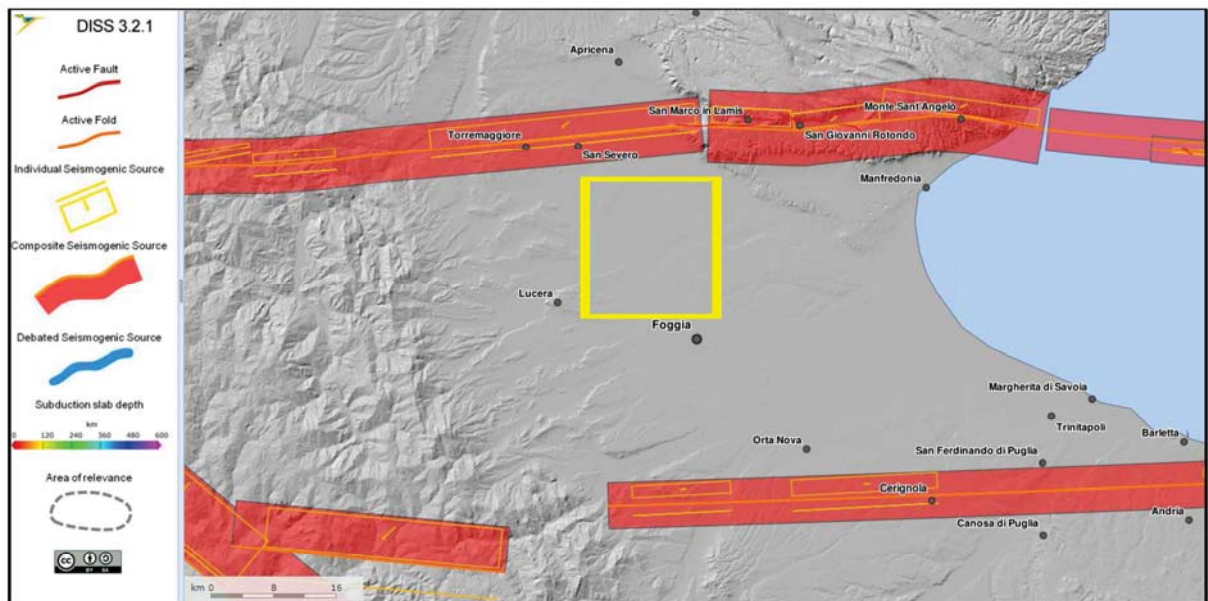 DISS 3.2.1
Active Fault
Active Fold
Individual Seismogenic Source
Composite Seismogenic Source
Debated Seismogenic Source
Subduction slab depth
km
0 120 240 360 480 600
Area of relevance
cc
BY SA
Apricena
San Marco in Lamis
Monte Sant'Angelo
Torremaggiore
San Giovanni Rotondo
San Severo
Manfredonia
Lucera
Foggia
Margherita di Savoia
Trinitapoli
Barletta
Orta Nova
San Ferdinando di Puglia
Cerignola
Andria
Canosa di Puglia
km 0 8 16